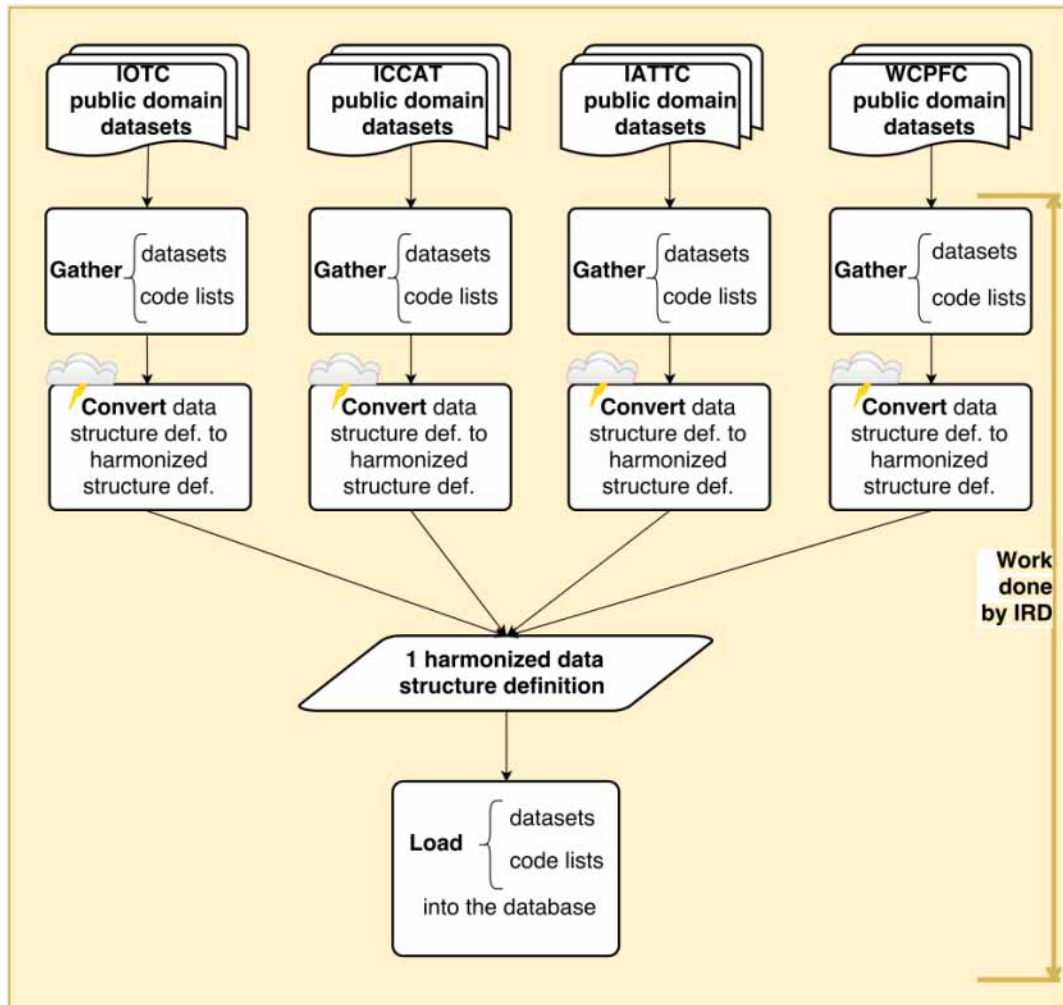 IOTC
public domain
datasets
ICCAT
public domain
datasets
IATTC
public domain
datasets
WCPFC
public domain
datasets
Gather
datasets
code lists
Gather
datasets
code lists
Gather
datasets
code lists
Gather
datasets
code lists
Convert data
structure def. to
harmonized
structure def.
Convert data
structure def. to
harmonized
structure def.
Convert data
structure def. to
harmonized
structure def.
Convert data
structure def. to
harmonized
structure def.
Work
done
by IRD
1 harmonized data
structure definition
Load
datasets
code lists
into the database